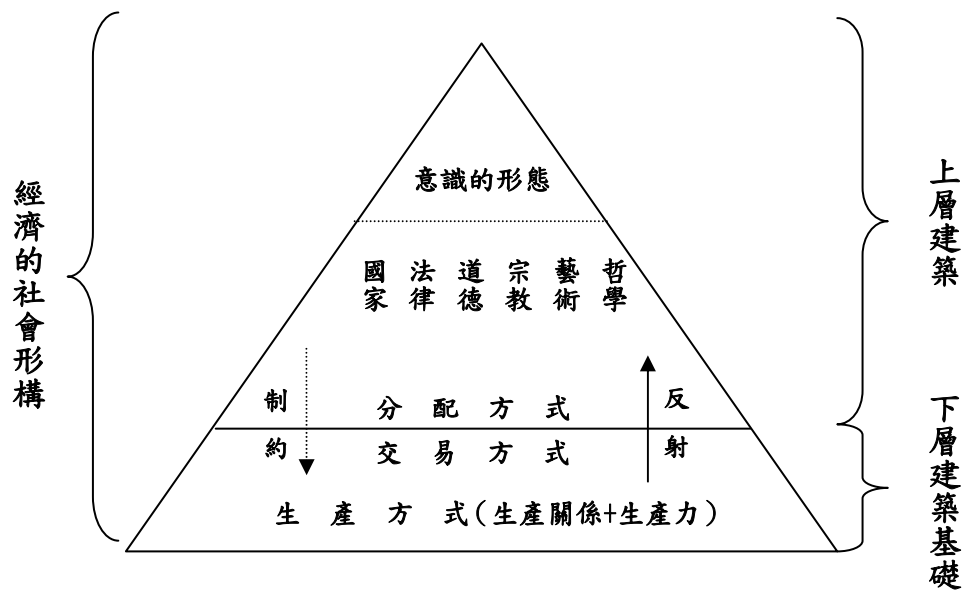 經濟的社會形構
意識的形態
國家 法律 道德 宗教 藝術 哲學
制約
分配方式
交易方式
反射
生產方式(生產關係+生產力)
上層建築
下層建築基礎